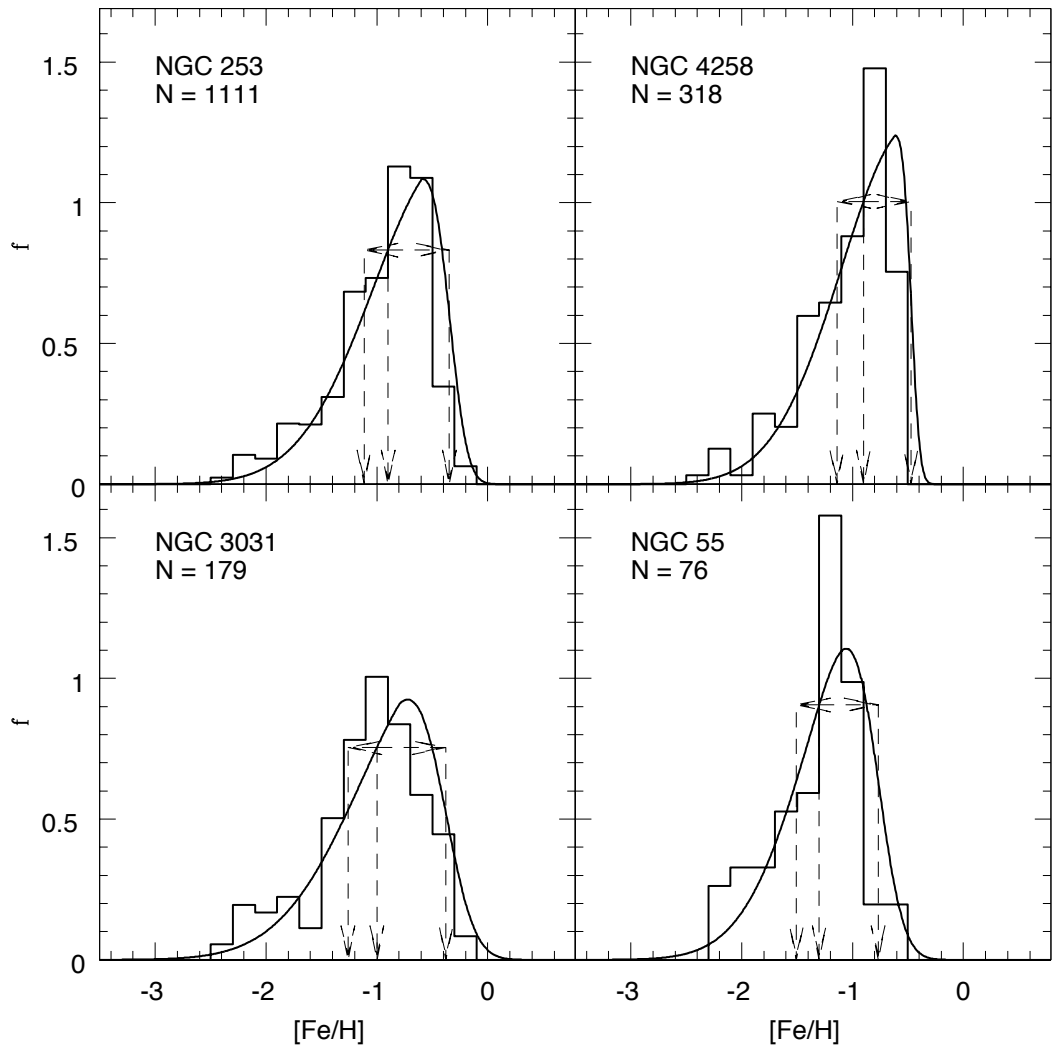 NGC 253
N = 1111
NGC 4258
N = 318
1.5
1
0.5
0
f
NGC 3031
N = 179
NGC 55
N = 76
1.5
1
0.5
0
f
-3 -2 -1 0
-3 -2 -1 0
[Fe/H]
[Fe/H]